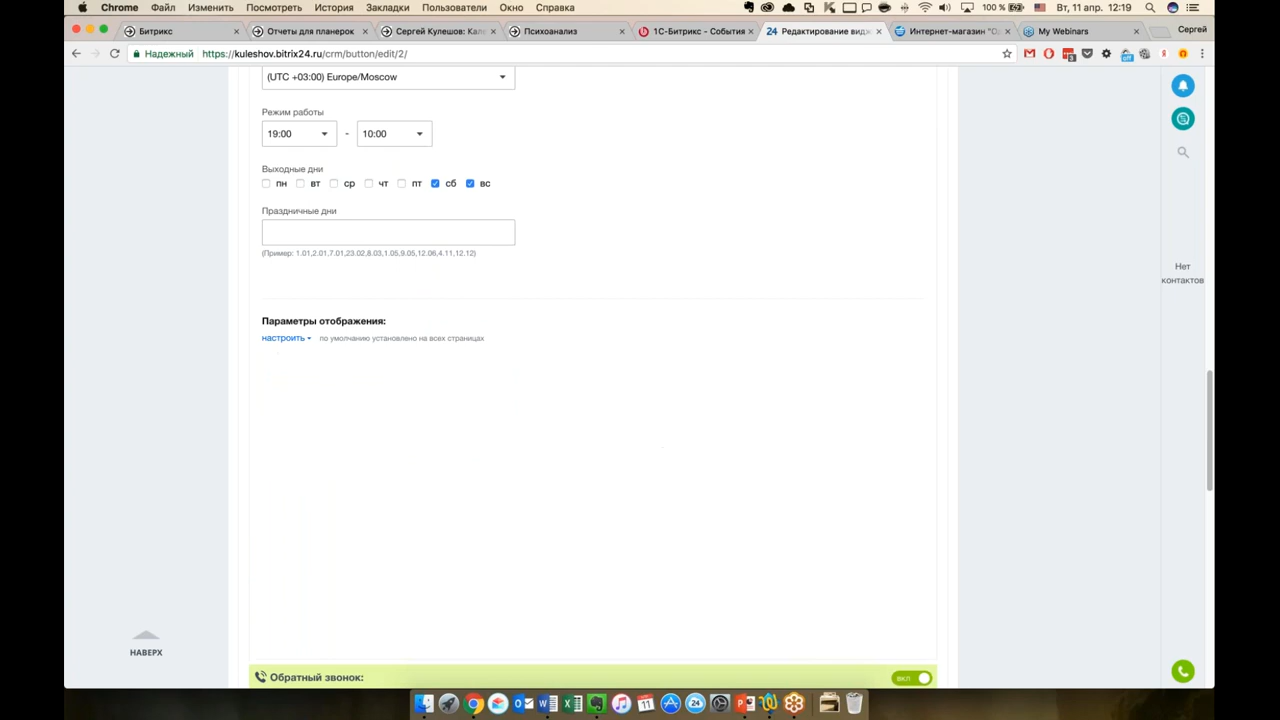 Chrome Файл Изменить Посмотреть История Закладки Пользователи Окно Справка 100 % Вт, 11 апр. 12:19
Битрикс Отчеты для планерок Сергей Кулешов: Кале Психоанализ 1С-Битрикс - События 24 Редактирование видж Интернет-магазин "С My Webinars Сергей
Надежный https://kuleshov.bitrix24.ru/crm/button/edit/2/
(UTC +03:00) Europe/Moscow
Режим работы
19:00 - 10:00
Выходные дни
пн вт ср чт пт сб вс
Праздничные дни
(Пример: 1.01,2.01,7.01,23.02,8.03,1.05,9.05,12.06,4.11,12.12)
Нет
контактов
Параметры отображения:
настроить по умолчанию установлено на всех страницах
НАВЕРХ
Обратный звонок: вкл